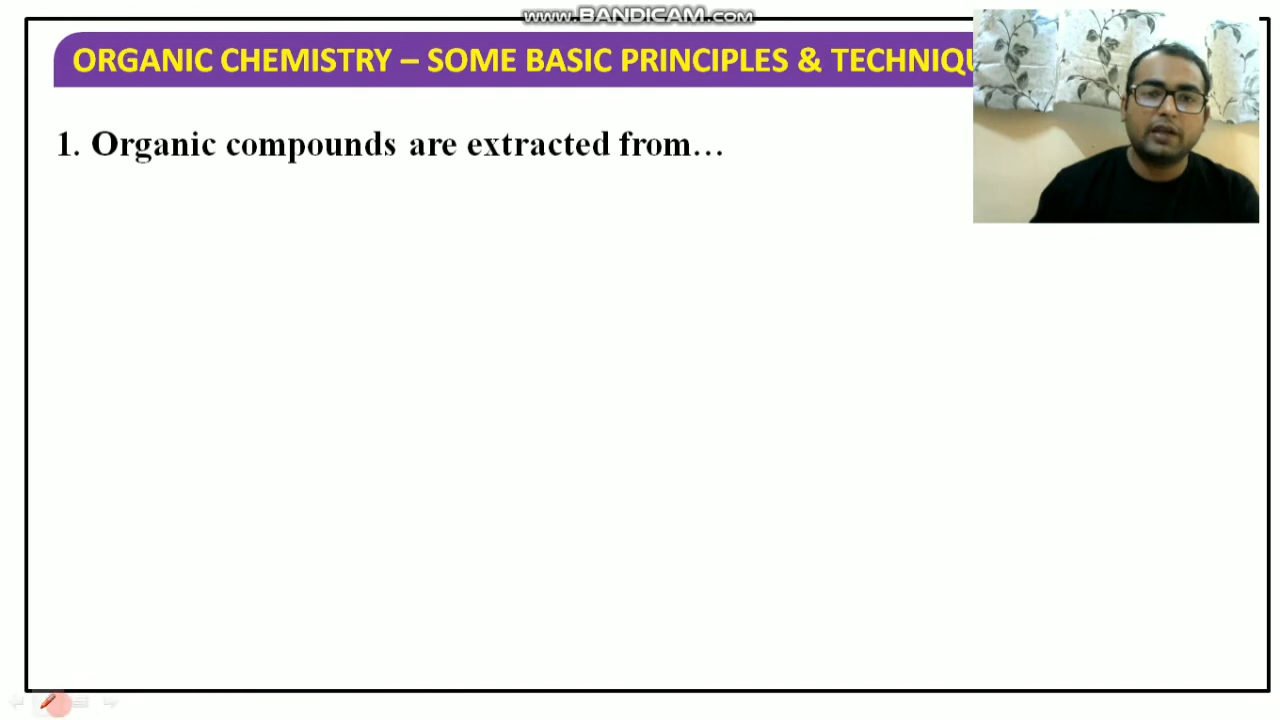 www.BANDICAM.com
ORGANIC CHEMISTRY – SOME BASIC PRINCIPLES & TECHNIQU
1. Organic compounds are extracted from…